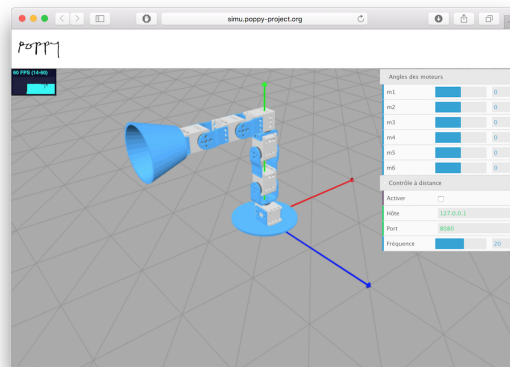 simu.poppy-project.org
poppy
60 FPS (14-60)
Angles des moteurs
m1 0
m2 0
m3 0
m4 0
m5 0
m6 0
Contrôle à distance
Activer
Hôte 127.0.0.1
Port 8080
Fréquence 20